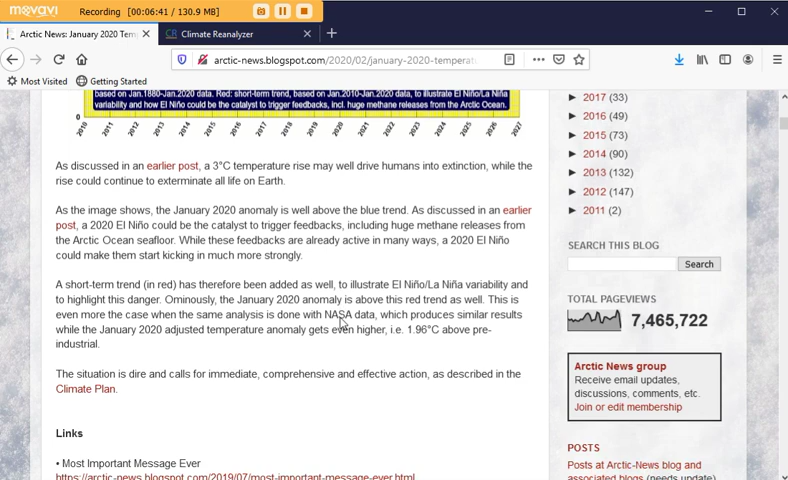 movavi Recording [00:06:41 / 130.9 MB]
Arctic News: January 2020 Tem
Climate Reanalyzer
arctic-news.blogspot.com/2020/02/january-2020-temperat
Most Visited Getting Started
based on Jan.1880-Jan.2020 data. Red: short-term trend, based on Jan.2010-Jan.2020 data, to illustrate El Niño/La Niña
variability and how El Niño could be the catalyst to trigger feedbacks, incl. huge methane releases from the Arctic Ocean.
0
2010 2011 2012 2013 2014 2015 2016 2017 2018 2019 2020 2021 2022 2023 2024 2025 2026 2027
As discussed in an earlier post, a 3°C temperature rise may well drive humans into extinction, while the
rise could continue to exterminate all life on Earth.
As the image shows, the January 2020 anomaly is well above the blue trend. As discussed in an earlier
post, a 2020 El Niño could be the catalyst to trigger feedbacks, including huge methane releases from
the Arctic Ocean seafloor. While these feedbacks are already active in many ways, a 2020 El Niño
could make them start kicking in much more strongly.
A short-term trend (in red) has therefore been added as well, to illustrate El Niño/La Niña variability and
to highlight this danger. Ominously, the January 2020 anomaly is above this red trend as well. This is
even more the case when the same analysis is done with NASA data, which produces similar results
while the January 2020 adjusted temperature anomaly gets even higher, i.e. 1.96°C above pre-
industrial.
The situation is dire and calls for immediate, comprehensive and effective action, as described in the
Climate Plan.
Links
• Most Important Message Ever
https://arctic-news.blogspot.com/2019/07/most-important-message-ever.html
► 2017 (33)
► 2016 (49)
► 2015 (73)
► 2014 (90)
► 2013 (132)
► 2012 (147)
► 2011 (2)
SEARCH THIS BLOG
Search
TOTAL PAGEVIEWS
7,465,722
Arctic News group
Receive email updates,
discussions, comments, etc.
Join or edit membership
POSTS
Posts at Arctic-News blog and
associated blogs (needs update)